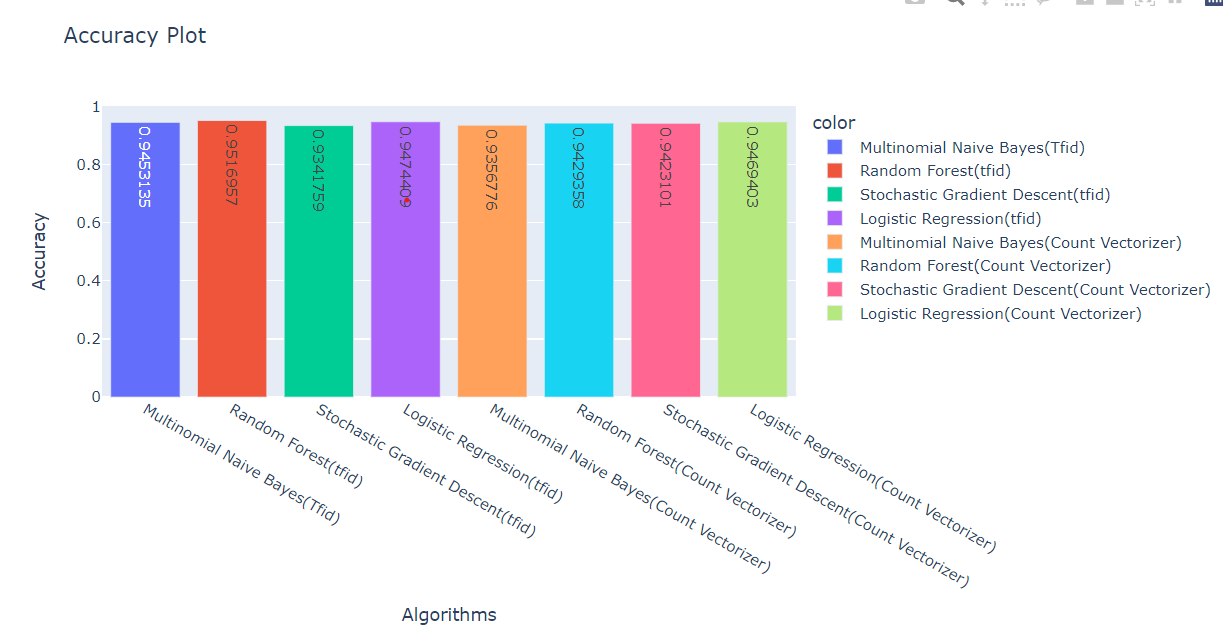 Accuracy Plot
1
0.8
0.6
0.4
0.2
0
Accuracy
0.9453135
0.9516957
0.9341759
0.9474409
0.9356776
0.9429358
0.9423101
0.9469403
Multinomial Naive Bayes(Tfid)
Random Forest(tfid)
Stochastic Gradient Descent(tfid)
Logistic Regression(tfid)
Multinomial Naive Bayes(Count Vectorizer)
Random Forest(Count Vectorizer)
Stochastic Gradient Descent(Count Vectorizer)
Logistic Regression(Count Vectorizer)
Algorithms
color
Multinomial Naive Bayes(Tfid)
Random Forest(tfid)
Stochastic Gradient Descent(tfid)
Logistic Regression(tfid)
Multinomial Naive Bayes(Count Vectorizer)
Random Forest(Count Vectorizer)
Stochastic Gradient Descent(Count Vectorizer)
Logistic Regression(Count Vectorizer)